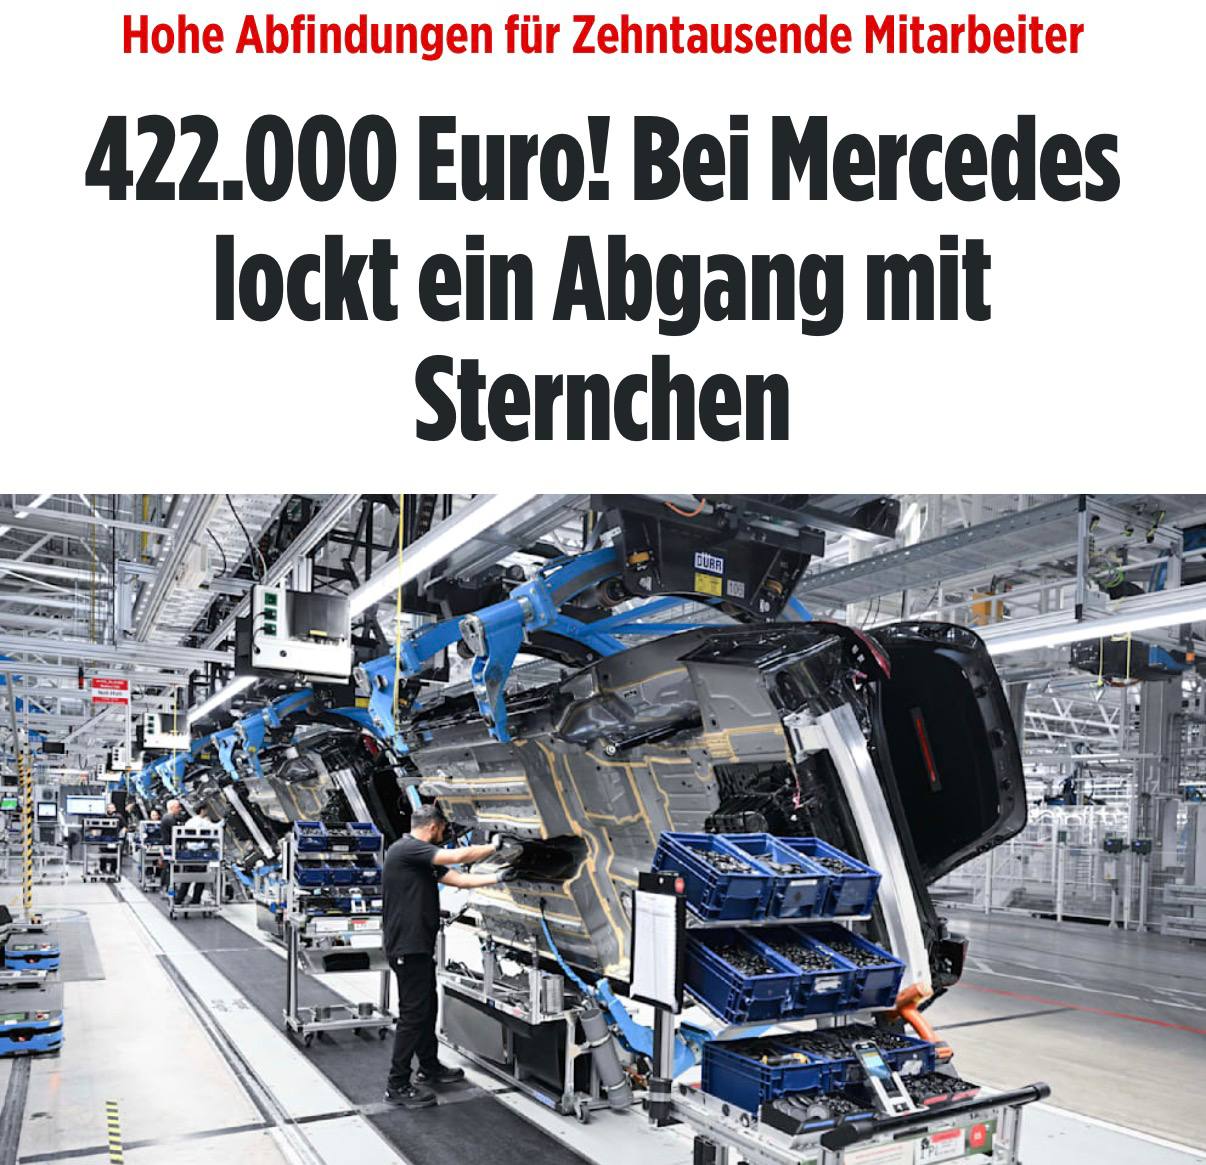 Hohe Abfindungen für Zehntausende Mitarbeiter
422.000 Euro! Bei Mercedes
lockt ein Abgang mit
Sternchen
DÜRR